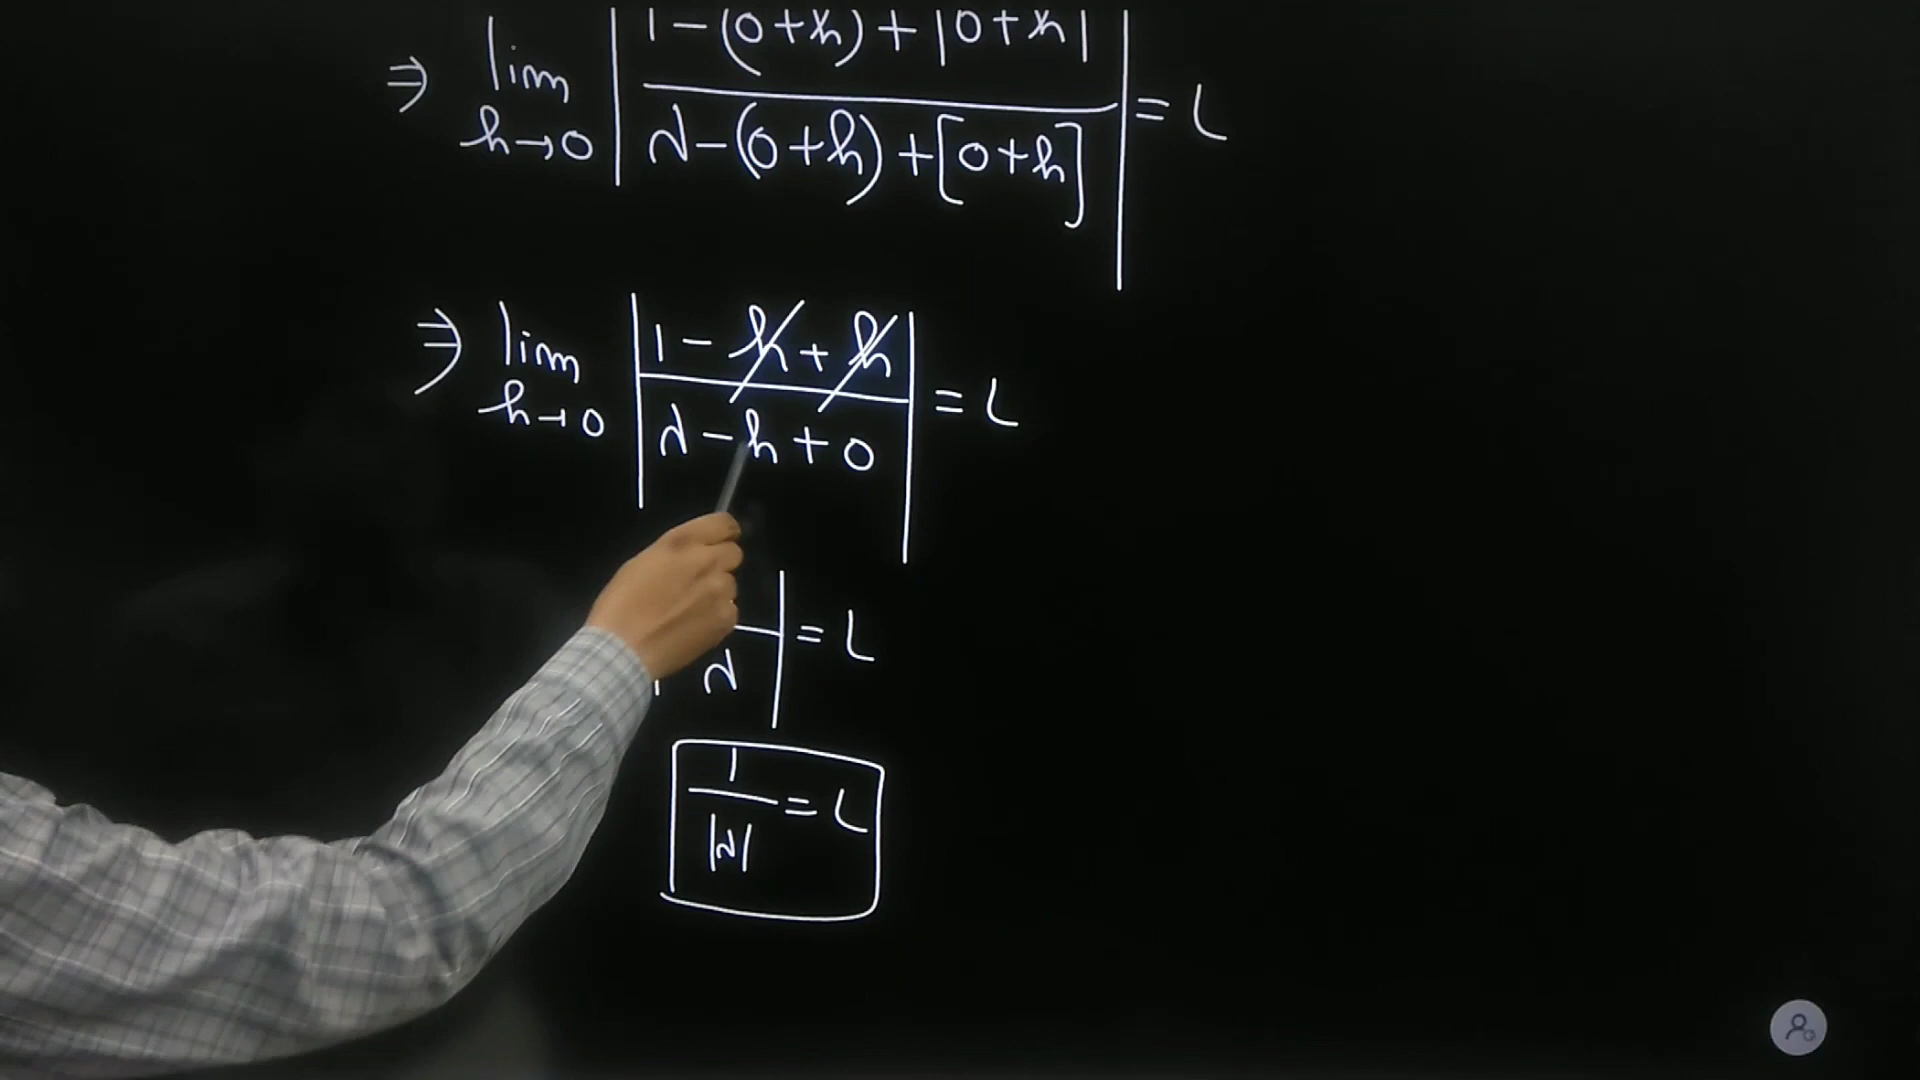 ⇒ lim h→0 | 1-(0+h)+|0+h| / λ-(0+h)+[0+h] | = L
⇒ lim h→0 | 1-h+h / λ-h+0 | = L
λ | = L
1/|λ| = L